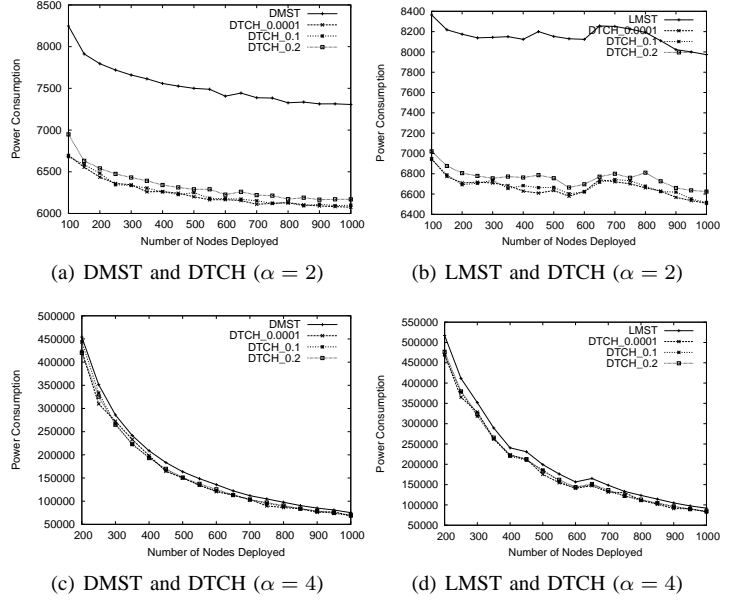 8500
8000
7500
7000
6500
6000
Power Consumption
100 200 300 400 500 600 700 800 900 1000
Number of Nodes Deployed
DMST
DTCH_0.0001
DTCH_0.1
DTCH_0.2
(a) DMST and DTCH (α = 2)
8400
8200
8000
7800
7600
7400
7200
7000
6800
6600
6400
Power Consumption
100 200 300 400 500 600 700 800 900 1000
Number of Nodes Deployed
LMST
DTCH_0.0001
DTCH_0.1
DTCH_0.2
(b) LMST and DTCH (α = 2)
500000
450000
400000
350000
300000
250000
200000
150000
100000
50000
Power Consumption
200 300 400 500 600 700 800 900 1000
Number of Nodes Deployed
DMST
DTCH_0.0001
DTCH_0.1
DTCH_0.2
(c) DMST and DTCH (α = 4)
550000
500000
450000
400000
350000
300000
250000
200000
150000
100000
50000
Power Consumption
200 300 400 500 600 700 800 900 1000
Number of Nodes Deployed
LMST
DTCH_0.0001
DTCH_0.1
DTCH_0.2
(d) LMST and DTCH (α = 4)